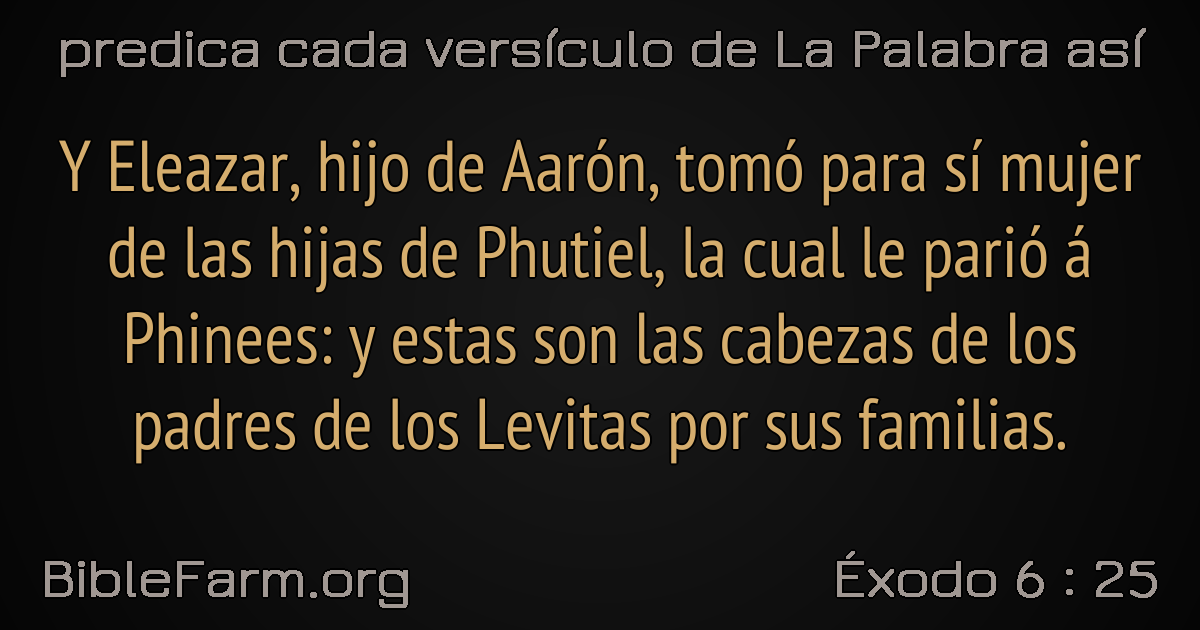 predica cada versículo de La Palabra así
Y Eleazar, hijo de Aarón, tomó para sí mujer
de las hijas de Phutiel, la cual le parió á
Phinees: y estas son las cabezas de los
padres de los Levitas por sus familias.
BibleFarm.org
Éxodo 6 : 25